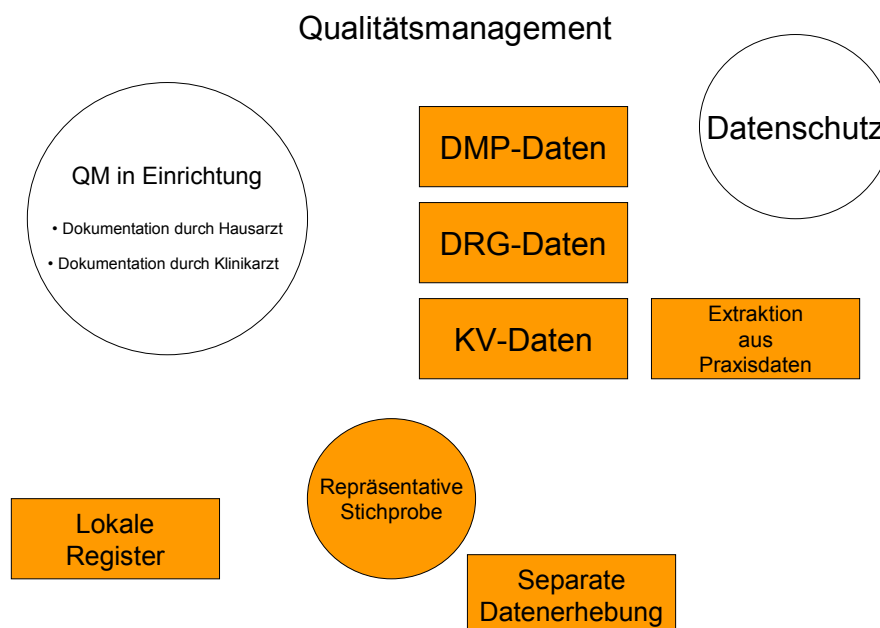 Qualitätsmanagement
QM in Einrichtung
• Dokumentation durch Hausarzt
• Dokumentation durch Klinikarzt
DMP-Daten
DRG-Daten
KV-Daten
Datenschutz
Extraktion
aus
Praxisdaten
Repräsentative
Stichprobe
Lokale
Register
Separate
Datenerhebung